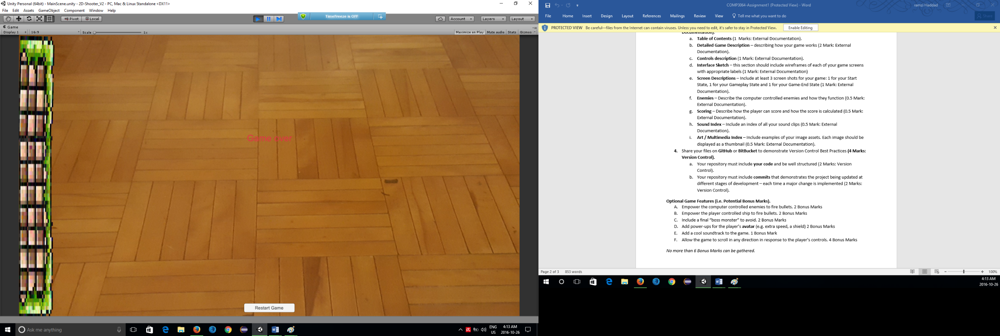 Unity Personal (64bit) - MainScene.unity - 2D-Shooter_V2 - PC, Mac & Linux Standalone <DX11>
File Edit Assets GameObject Component Window Help
Pivot Local
TimeFreeze is OFF
Account Layers Layout
Game
Display 1 16:9 Scale 1x Maximize on Play Mute audio Stats Gizmos
Game over
Restart Game
Ask me anything
ENG
US
4:13 AM
2016-10-26
COMP3064-Assignment1 (Protected View) - Word
ramzi Haddad
File Home Insert Design Layout References Mailings Review View Tell me what you want to do Share
PROTECTED VIEW Be careful—files from the Internet can contain viruses. Unless you need to edit, it's safer to stay in Protected View. Enable Editing
Documentation).
a. Table of Contents (1 Marks: External Documentation).
b. Detailed Game Description – describing how your game works (2 Mark: External
Documentation).
c. Controls description (1 Mark: External Documentation).
d. Interface Sketch – this section should include wireframes of each of your game screens
with appropriate labels (1 Mark: External Documentation)
e. Screen Descriptions – Include at least 3 screen shots for your game: 1 for your Start
State, 1 for your Gameplay State and 1 for your Game-End State (1 Mark: External
Documentation).
f. Enemies – Describe the computer controlled enemies and how they function (0.5 Mark:
External Documentation).
g. Scoring – Describe how the player can score and how the score is calculated (0.5 Mark:
External Documentation).
h. Sound Index – Include an index of all your sound clips (0.5 Mark: External
Documentation).
i. Art / Multimedia Index – Include examples of your image assets. Each image should be
displayed as a thumbnail (0.5 Mark: External Documentation).
4. Share your files on GitHub or BitBucket to demonstrate Version Control Best Practices (4 Marks:
Version Control).
a. Your repository must include your code and be well structured (2 Marks: Version
Control).
b. Your repository must include commits that demonstrates the project being updated at
different stages of development – each time a major change is implemented (2 Marks:
Version Control).
Optional Game Features (i.e. Potential Bonus Marks).
A. Empower the computer controlled enemies to fire bullets. 2 Bonus Marks
B. Empower the player controlled ship to fire bullets. 2 Bonus Marks
C. Include a final "boss monster" to avoid. 2 Bonus Marks
D. Add power-ups for the player's avatar (e.g. extra speed, a shield) 2 Bonus Marks
E. Add a cool soundtrack to the game. 1 Bonus Mark
F. Allow the game to scroll in any direction in response to the player's controls. 4 Bonus Marks
No more than 6 Bonus Marks can be gathered.
Page 2 of 3 853 words 100%
4:13 AM
2016-10-26